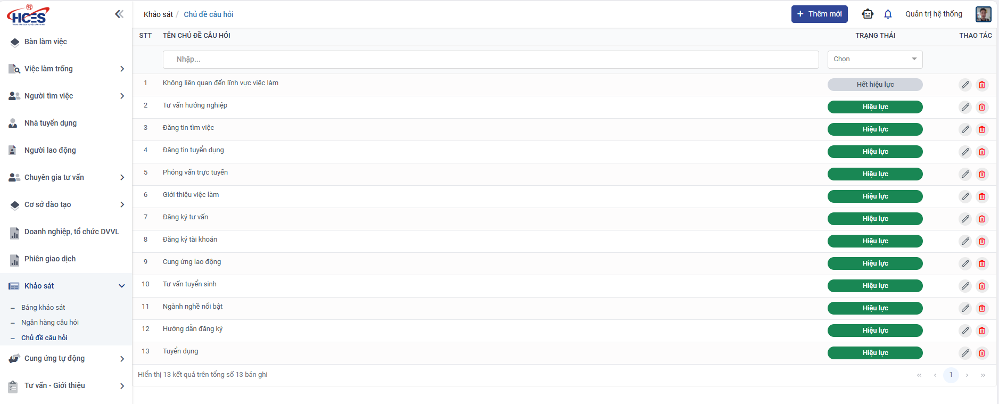 HCES
TRUNG TÂM DỊCH VỤ VIỆC LÀM HÀ NỘI
Khảo sát / Chủ đề câu hỏi
+ Thêm mới
Quản trị hệ thống
Bàn làm việc
Việc làm trống
Người tìm việc
Nhà tuyển dụng
Người lao động
Chuyên gia tư vấn
Cơ sở đào tạo
Doanh nghiệp, tổ chức DVVL
Phiên giao dịch
Khảo sát
– Bảng khảo sát
– Ngân hàng câu hỏi
– Chủ đề câu hỏi
Cung ứng tự động
Tư vấn - Giới thiệu
STT TÊN CHỦ ĐỀ CÂU HỎI TRẠNG THÁI THAO TÁC
Nhập... Chọn
1 Không liên quan đến lĩnh vực việc làm Hết hiệu lực
2 Tư vấn hướng nghiệp Hiệu lực
3 Đăng tin tìm việc Hiệu lực
4 Đăng tin tuyển dụng Hiệu lực
5 Phỏng vấn trực tuyến Hiệu lực
6 Giới thiệu việc làm Hiệu lực
7 Đăng ký tư vấn Hiệu lực
8 Đăng ký tài khoản Hiệu lực
9 Cung ứng lao động Hiệu lực
10 Tư vấn tuyển sinh Hiệu lực
11 Ngành nghề nổi bật Hiệu lực
12 Hướng dẫn đăng ký Hiệu lực
13 Tuyển dụng Hiệu lực
Hiển thị 13 kết quả trên tổng số 13 bản ghi
« ‹ 1 › »